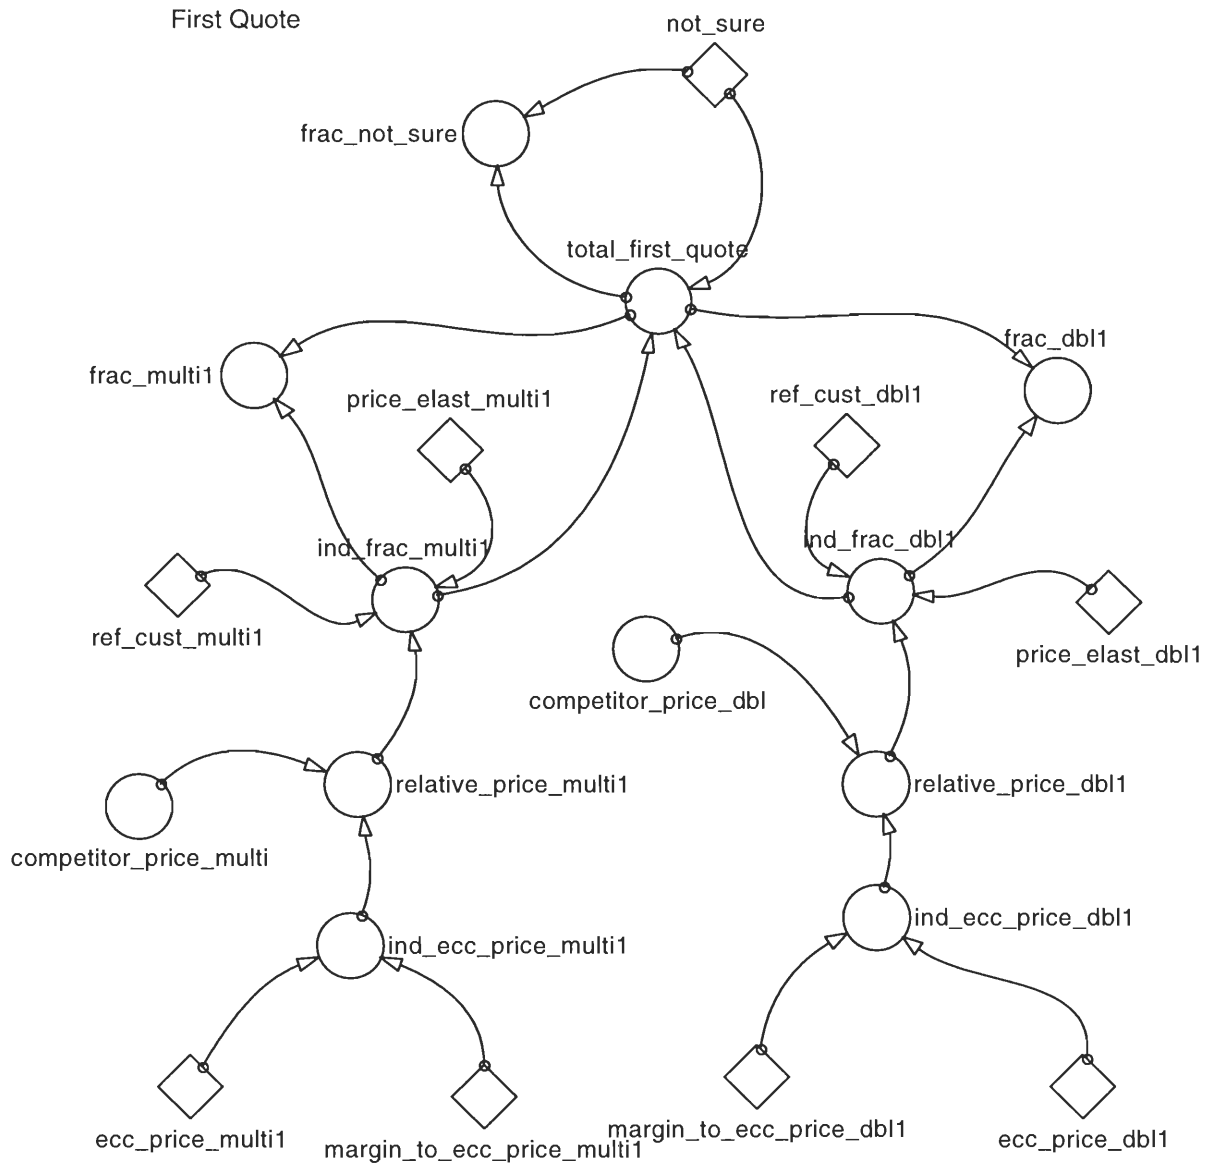 First Quote
not_sure
frac_not_sure
total_first_quote
frac_dbl1
frac_multi1
price_elast_multi1
ref_cust_dbl1
ind_frac_multi1
ind_frac_dbl1
ref_cust_multi1
price_elast_dbl1
competitor_price_dbl
relative_price_multi1
relative_price_dbl1
competitor_price_multi
ind_ecc_price_dbl1
ind_ecc_price_multi1
margin_to_ecc_price_dbl1
ecc_price_multi1
ecc_price_dbl1
margin_to_ecc_price_multi1